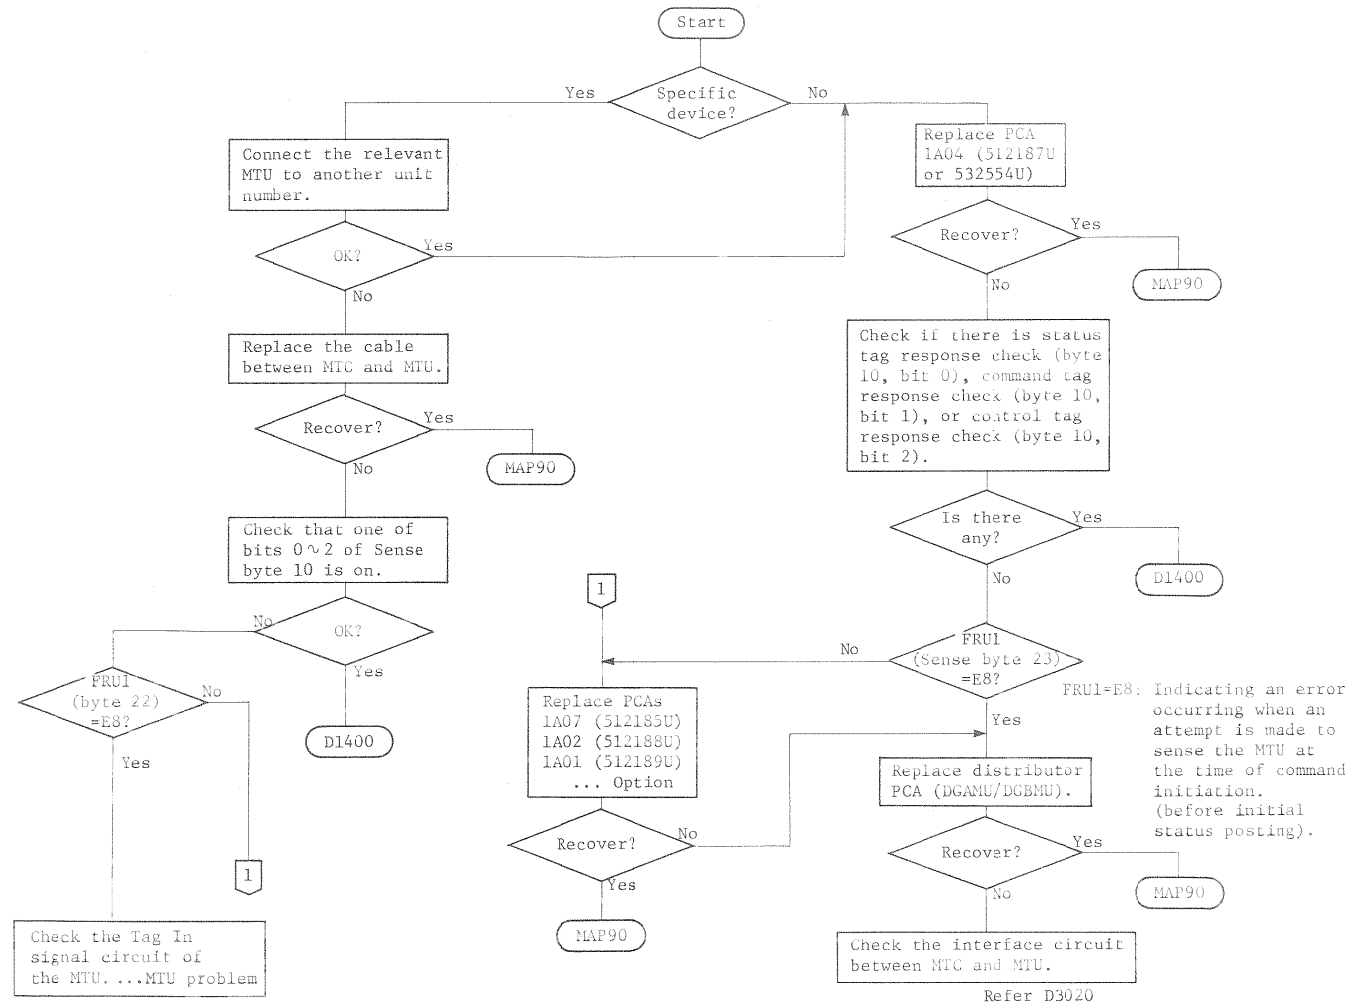 Start
Specific
device?
Yes
No
Connect the relevant
MTU to another unit
number.
OK?
Yes
No
Replace the cable
between MTC and MTU.
Recover?
Yes
MAP90
No
Check that one of
bits 0~2 of Sense
byte 10 is on.
OK?
No
Yes
D1400
FRU1
(byte 22)
=E8?
No
Yes
1
Check the Tag In
signal circuit of
the MTU. ...MTU problem
Replace PCA
1A04 (512187U
or 532554U)
Recover?
Yes
MAP90
No
Check if there is status
tag response check (byte
10, bit 0), command tag
response check (byte 10,
bit 1), or control tag
response check (byte 10,
bit 2).
Is there
any?
Yes
D1400
No
FRU1
(Sense byte 23)
=E8?
No
Yes
1
Replace PCAs
1A07 (512185U)
1A02 (512188U)
1A01 (512189U)
... Option
Recover?
No
Yes
MAP90
FRU1=E8: Indicating an error
occurring when an
attempt is made to
sense the MTU at
the time of command
initiation.
(before initial
status posting).
Replace distributor
PCA (DGAMU/DGBMU).
Recover?
Yes
MAP90
No
Check the interface circuit
between MTC and MTU.
Refer D3020